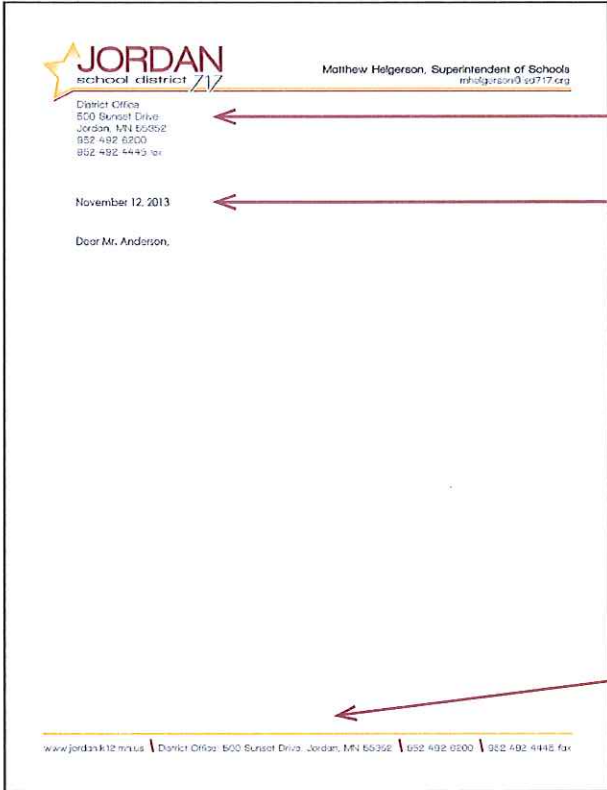 JORDAN
school district 717
Matthew Helgerson, Superintendent of Schools
mhelgerson@sd717.org
District Office
500 Sunset Drive
Jordan, MN 55352
952 492 6200
952 492 4445 fax
November 12, 2013
Dear Mr. Anderson,
www.jordan.k12.mn.us \ District Office: 500 Sunset Drive, Jordan, MN 55352 \ 952 492 6200 \ 952 492 4445 fax